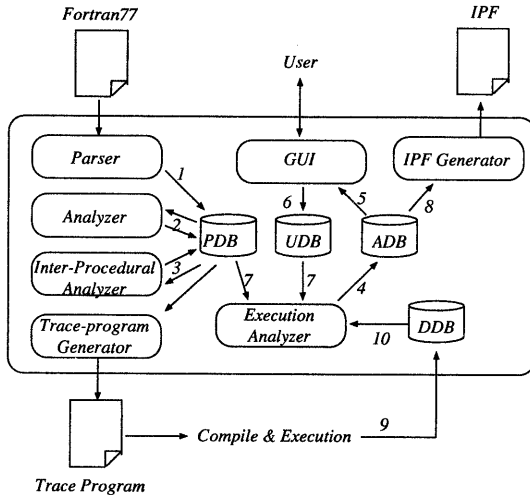 Fortran77
IPF
User
Parser
GUI
IPF Generator
1
6
5
8
Analyzer
2
PDB
UDB
ADB
Inter-Procedural
Analyzer
3
7
7
4
Trace-program
Generator
Execution
Analyzer
10
DDB
9
Compile & Execution
Trace Program